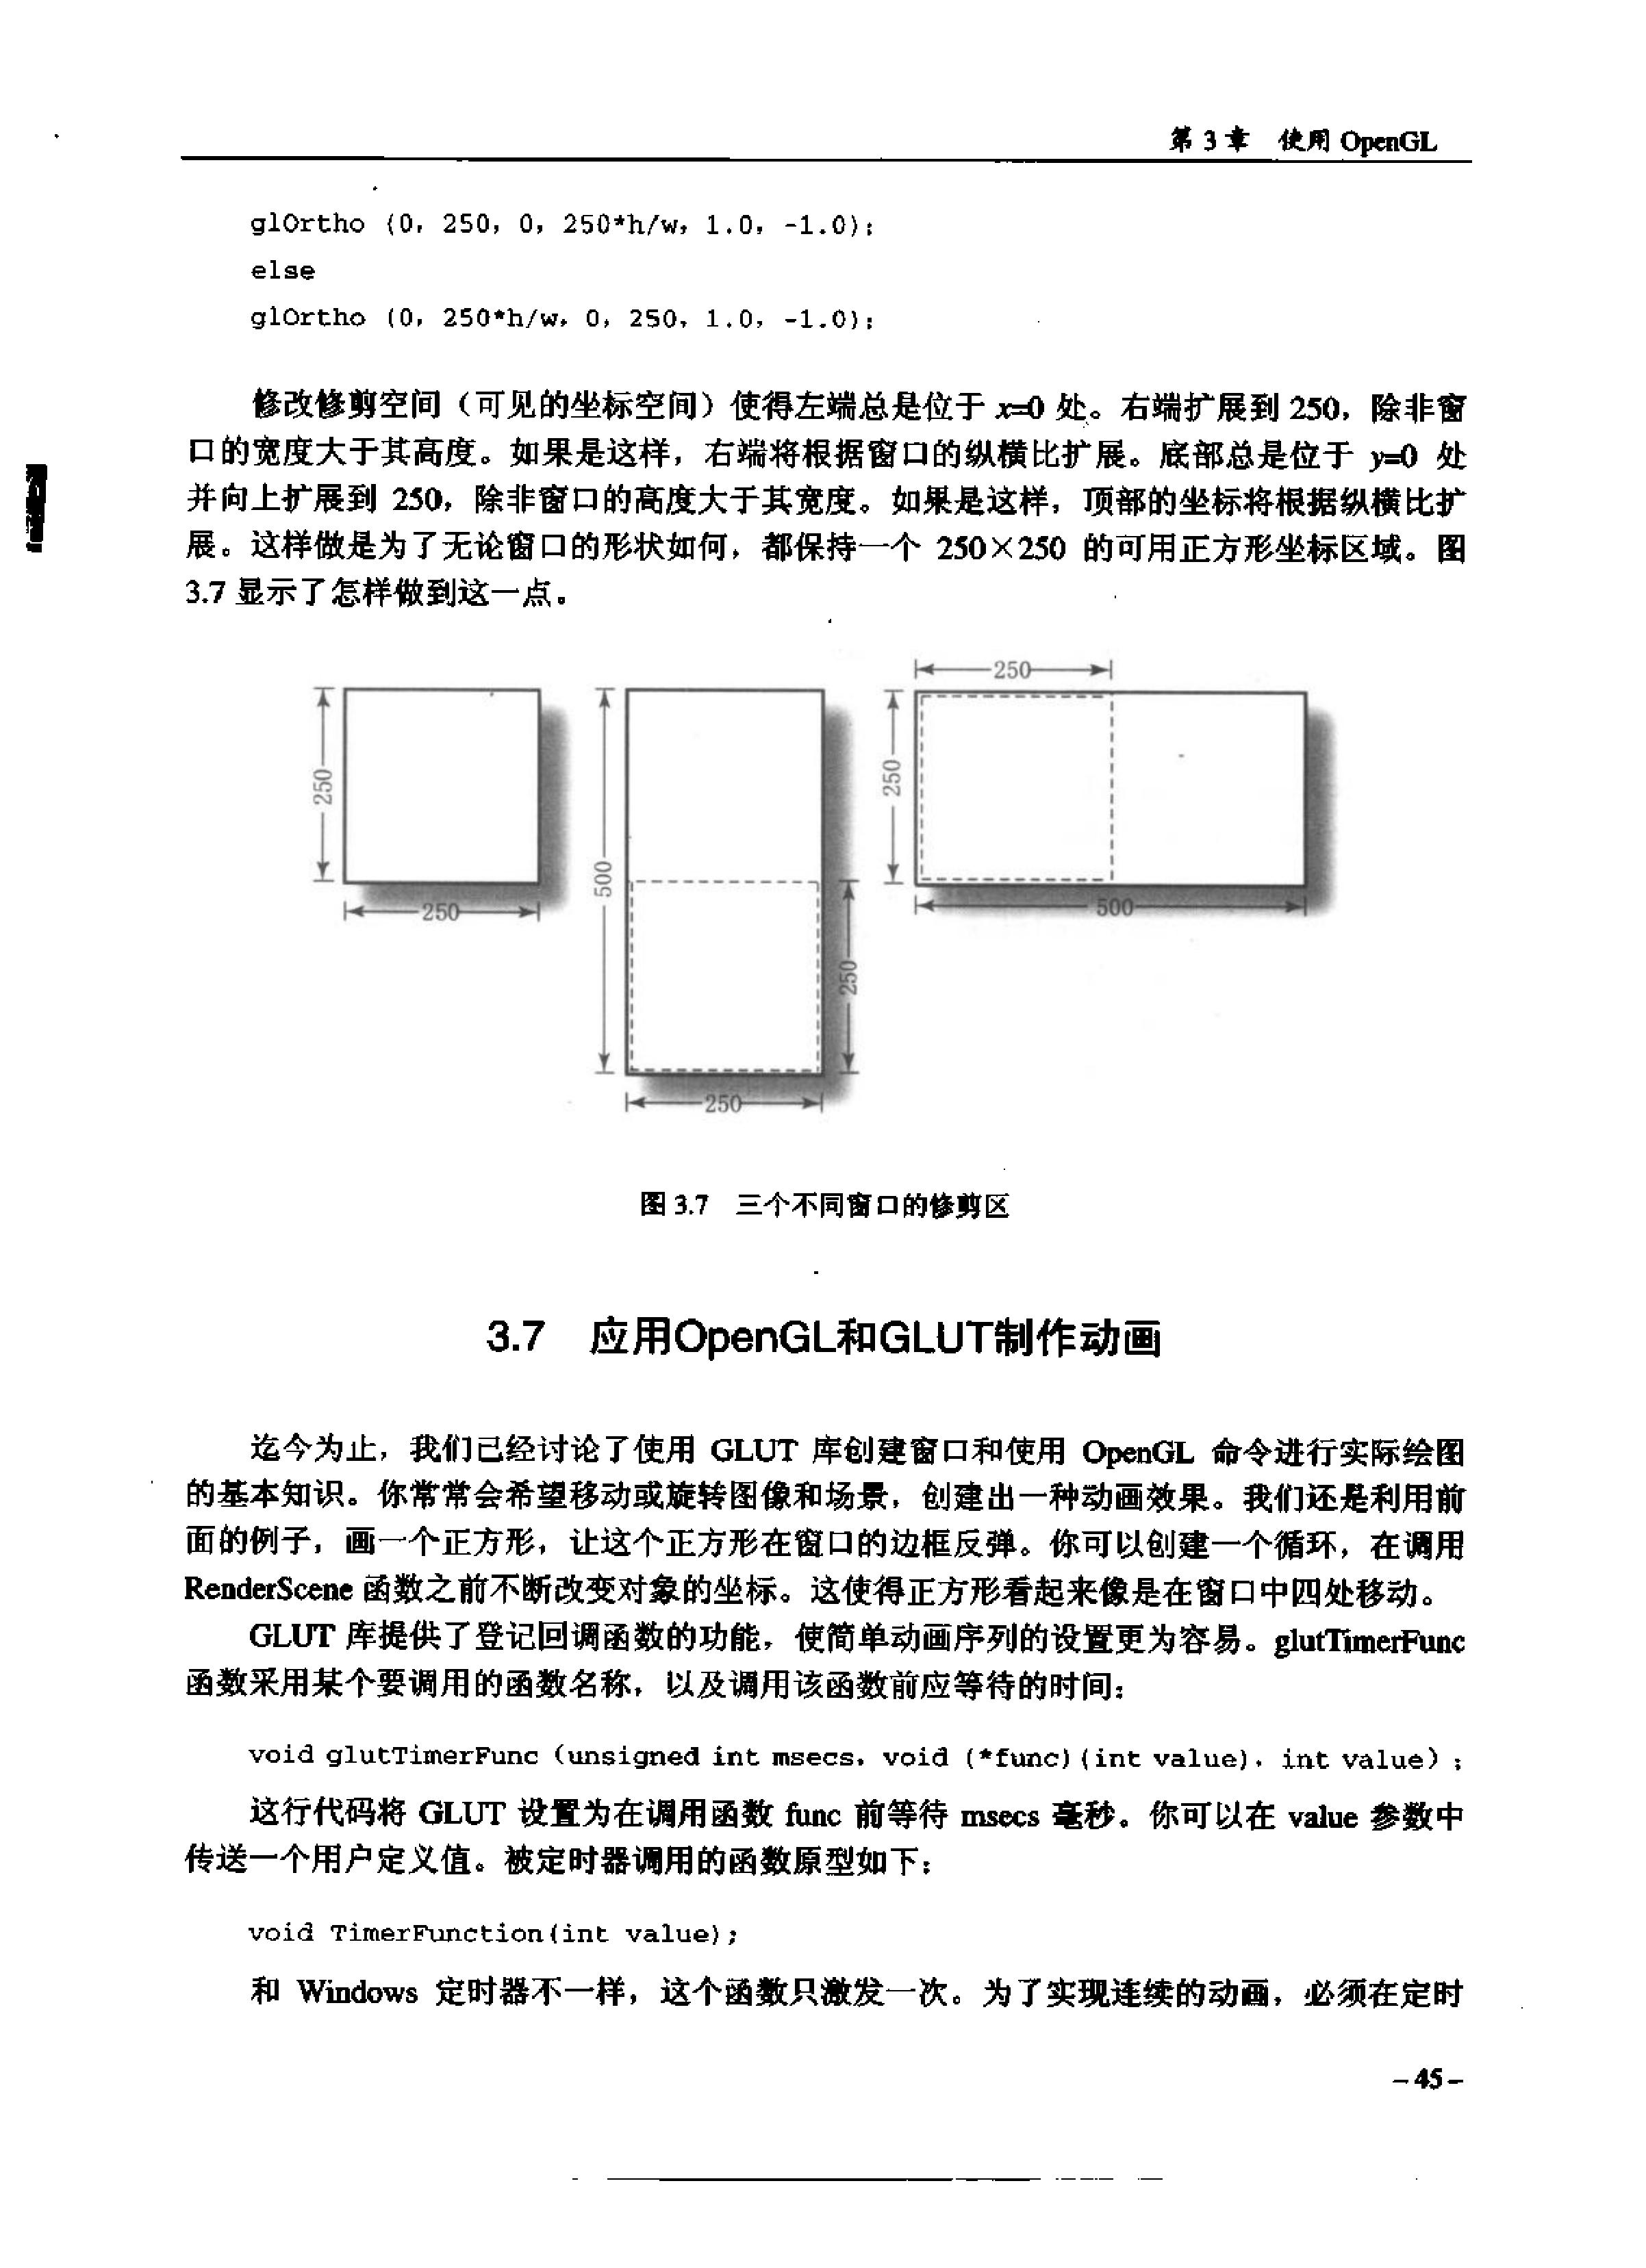 第 3 章 使用 OpenGL
glOrtho (0, 250, 0, 250*h/w, 1.0, -1.0);
else
glOrtho (0, 250*h/w, 0, 250, 1.0, -1.0);
修改修剪空间（可见的坐标空间）使得左端总是位于 x=0 处。右端扩展到 250，除非窗
口的宽度大于其高度。如果是这样，右端将根据窗口的纵横比扩展。底部总是位于 y=0 处
并向上扩展到 250，除非窗口的高度大于其宽度。如果是这样，顶部的坐标将根据纵横比扩
展。这样做是为了无论窗口的形状如何，都保持一个 250×250 的可用正方形坐标区域。图
3.7 显示了怎样做到这一点。
250
250
500
250
250
250
250
500
图 3.7 三个不同窗口的修剪区
3.7 应用OpenGL和GLUT制作动画
迄今为止，我们已经讨论了使用 GLUT 库创建窗口和使用 OpenGL 命令进行实际绘图
的基本知识。你常常会希望移动或旋转图像和场景，创建出一种动画效果。我们还是利用前
面的例子，画一个正方形，让这个正方形在窗口的边框反弹。你可以创建一个循环，在调用
RenderScene 函数之前不断改变对象的坐标。这使得正方形看起来像是在窗口中四处移动。
GLUT 库提供了登记回调函数的功能，使简单动画序列的设置更为容易。glutTimerFunc
函数采用某个要调用的函数名称，以及调用该函数前应等待的时间：
void glutTimerFunc（unsigned int msecs, void (*func)(int value), int value）;
这行代码将 GLUT 设置为在调用函数 func 前等待 msecs 毫秒。你可以在 value 参数中
传送一个用户定义值。被定时器调用的函数原型如下：
void TimerFunction(int value);
和 Windows 定时器不一样，这个函数只激发一次。为了实现连续的动画，必须在定时
- 45 -